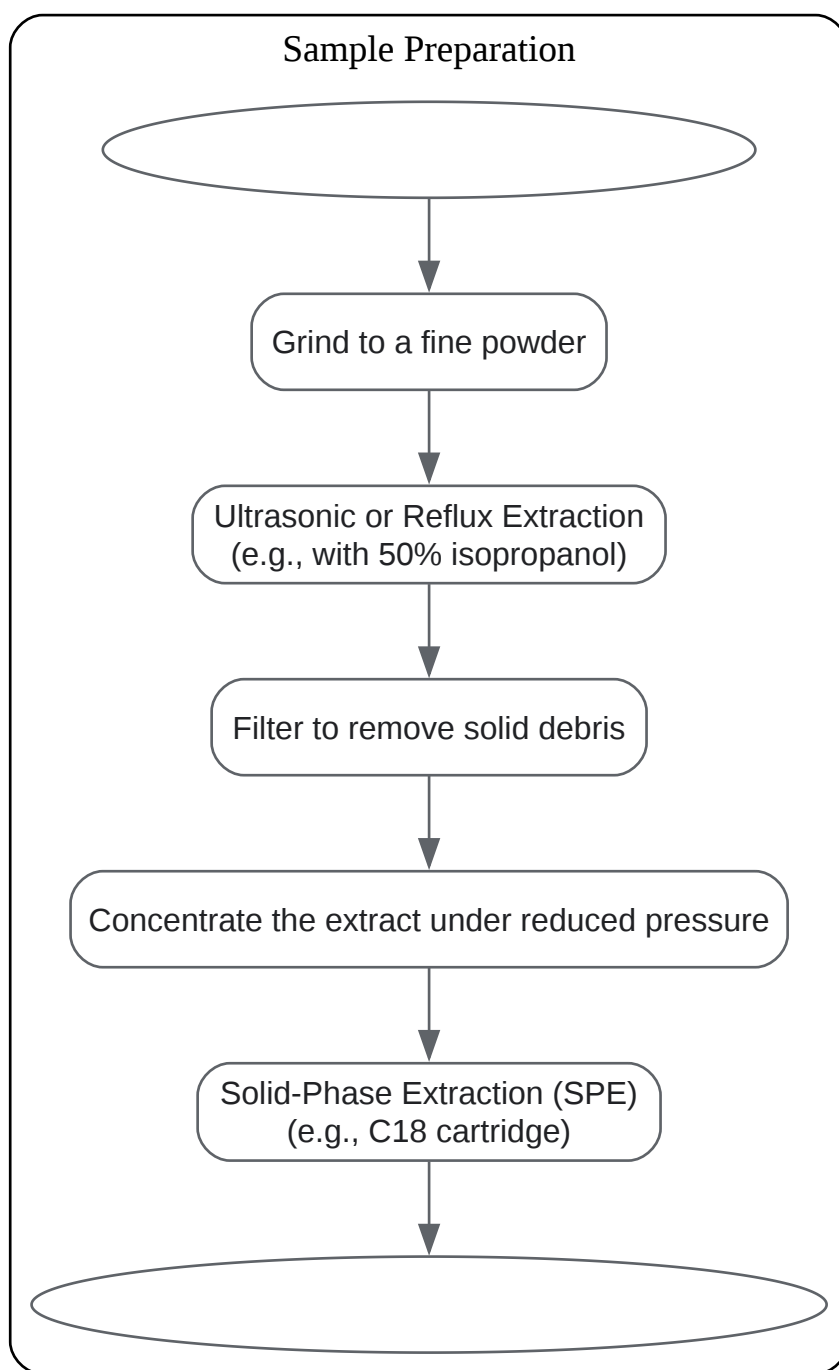 Sample Preparation
Grind to a fine powder
Ultrasonic or Reflux Extraction
(e.g., with 50% isopropanol)
Filter to remove solid debris
Concentrate the extract under reduced pressure
Solid-Phase Extraction (SPE)
(e.g., C18 cartridge)